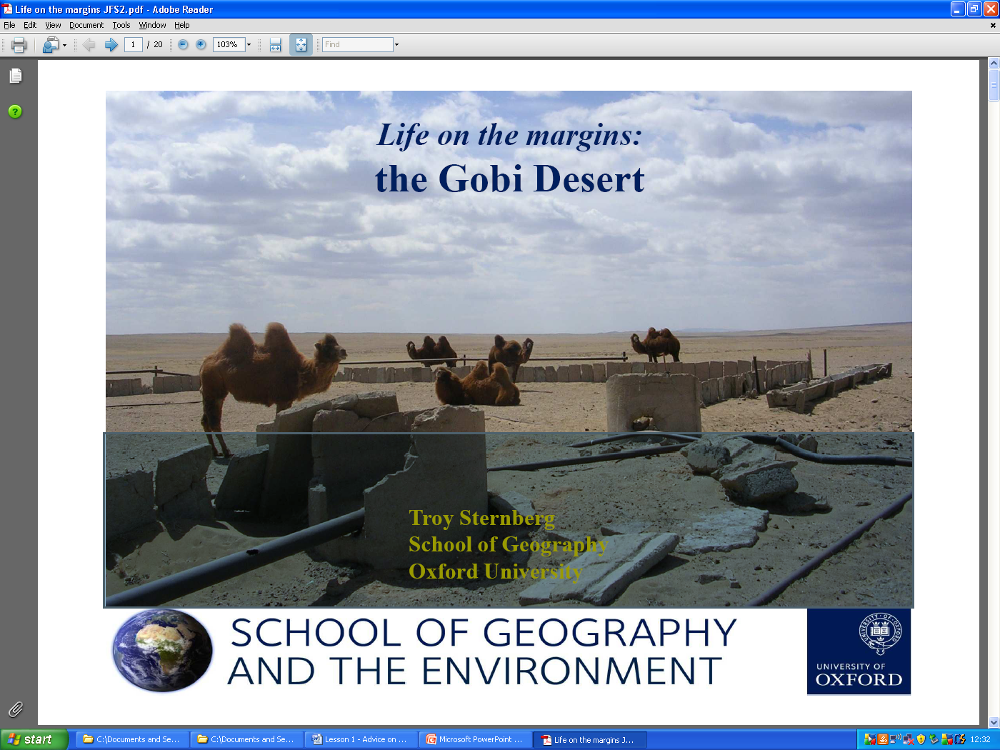 Life on the margins JFS2.pdf - Adobe Reader
File Edit View Document Tools Window Help
1 / 20 103% Find
Life on the margins:
the Gobi Desert
Troy Sternberg
School of Geography
Oxford University
SCHOOL OF GEOGRAPHY
AND THE ENVIRONMENT
UNIVERSITY OF OXFORD
UNIVERSITY OF
OXFORD
start C:\Documents and Se... C:\Documents and Se... Lesson 1 - Advice on ... Microsoft PowerPoint ... Life on the margins J... 12:32